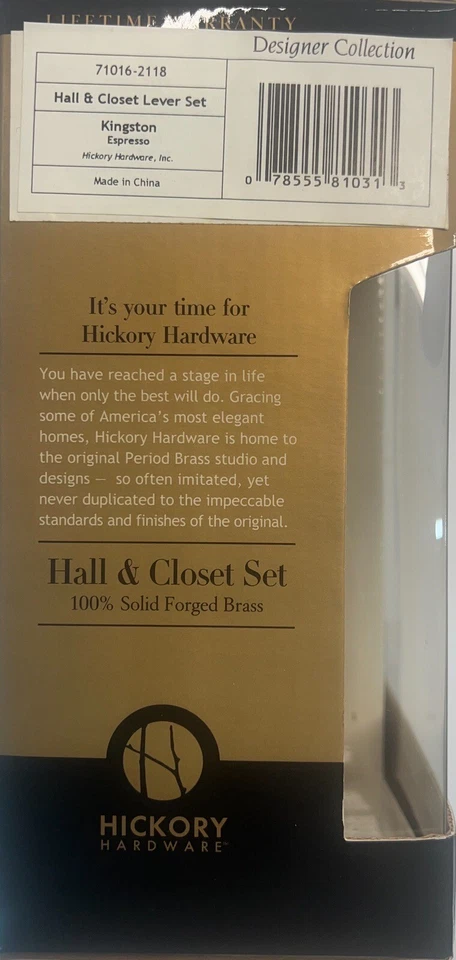 LIFETIME WARRANTY
Designer Collection
71016-2118
Hall & Closet Lever Set
Kingston
Espresso
Hickory Hardware, Inc.
Made in China
0 78555 81031 3
It's your time for
Hickory Hardware
You have reached a stage in life
when only the best will do. Gracing
some of America's most elegant
homes, Hickory Hardware is home to
the original Period Brass studio and
designs — so often imitated, yet
never duplicated to the impeccable
standards and finishes of the original.
Hall & Closet Set
100% Solid Forged Brass
HICKORY
HARDWARE™